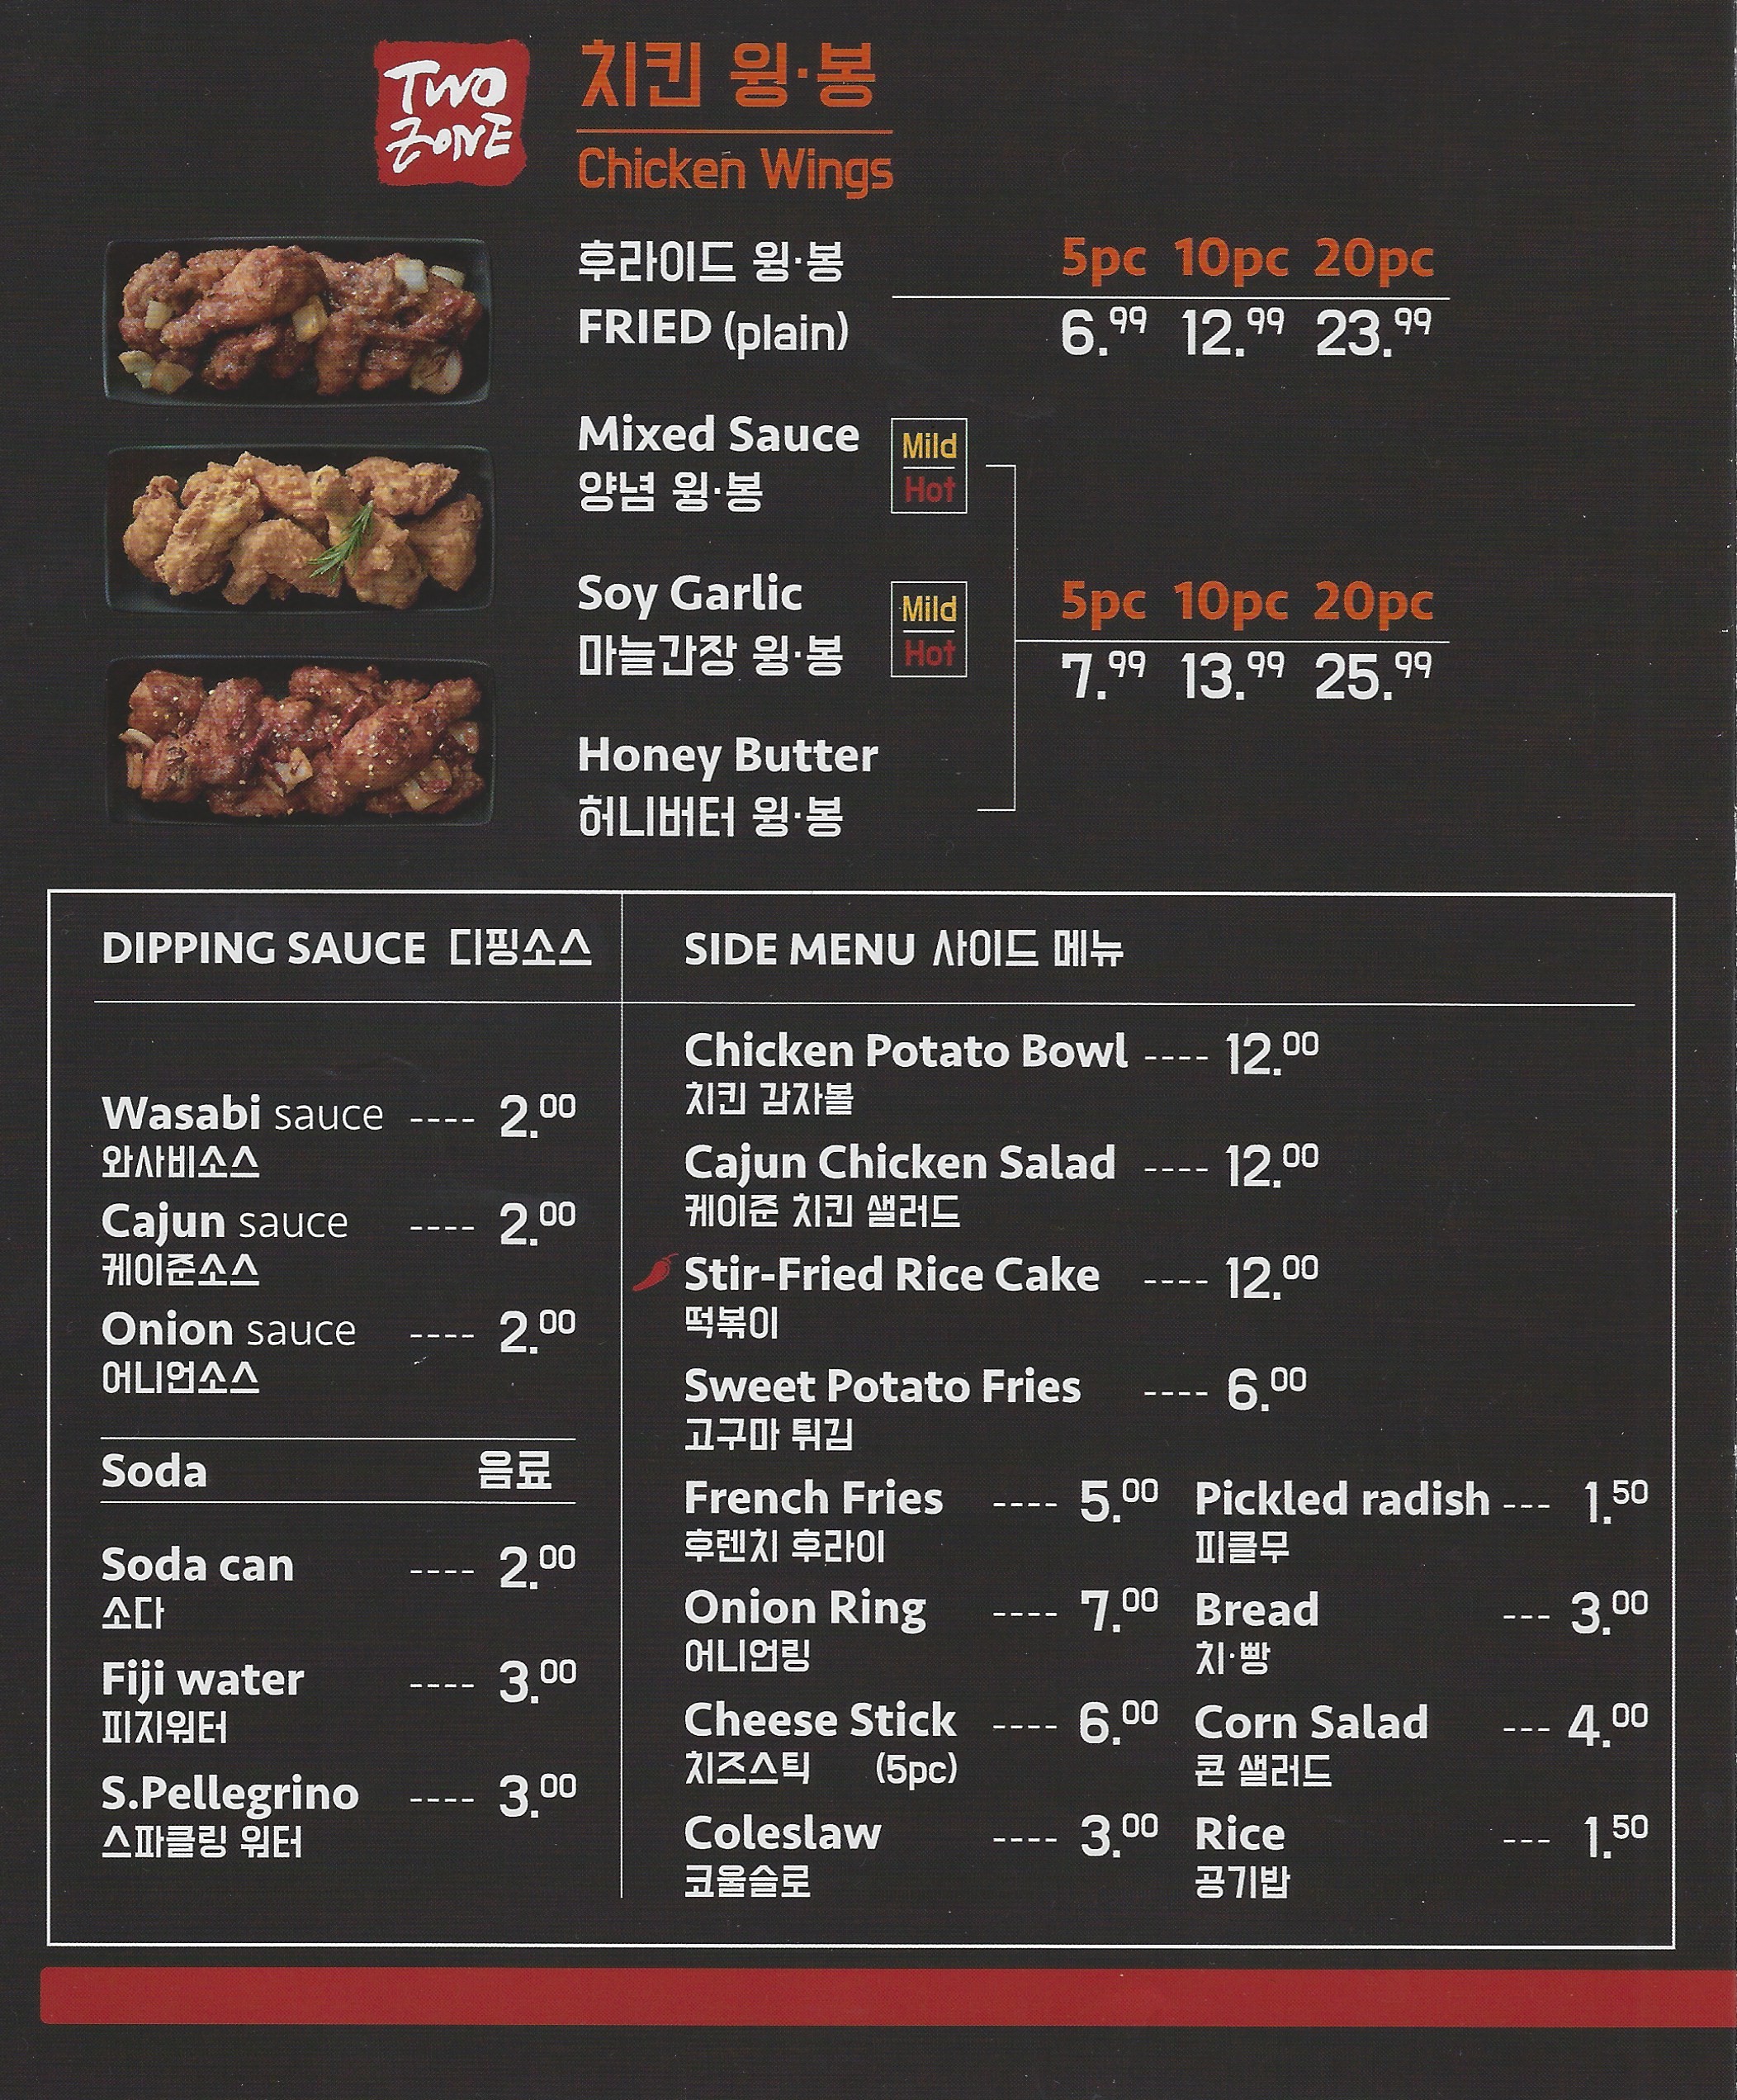 TWO
ZONE
치킨 윙·봉
Chicken Wings
후라이드 윙·봉
FRIED (plain)
5pc 10pc 20pc
6.99 12.99 23.99
Mixed Sauce
양념 윙·봉
Mild
Hot
Soy Garlic
마늘간장 윙·봉
Mild
Hot
Honey Butter
허니버터 윙·봉
5pc 10pc 20pc
7.99 13.99 25.99
DIPPING SAUCE 디핑소스
Wasabi sauce ---- 2.00
와사비소스
Cajun sauce ---- 2.00
케이준소스
Onion sauce ---- 2.00
어니언소스
Soda 음료
Soda can ---- 2.00
소다
Fiji water ---- 3.00
피지워터
S.Pellegrino ---- 3.00
스파클링 워터
SIDE MENU 사이드 메뉴
Chicken Potato Bowl ---- 12.00
치킨 감자볼
Cajun Chicken Salad ---- 12.00
케이준 치킨 샐러드
Stir-Fried Rice Cake ---- 12.00
떡볶이
Sweet Potato Fries ---- 6.00
고구마 튀김
French Fries ---- 5.00
후렌치 후라이
Onion Ring ---- 7.00
어니언링
Cheese Stick ---- 6.00
치즈스틱 (5pc)
Coleslaw ---- 3.00
코울슬로
Pickled radish --- 1.50
피클무
Bread --- 3.00
치·빵
Corn Salad --- 4.00
콘 샐러드
Rice --- 1.50
공기밥